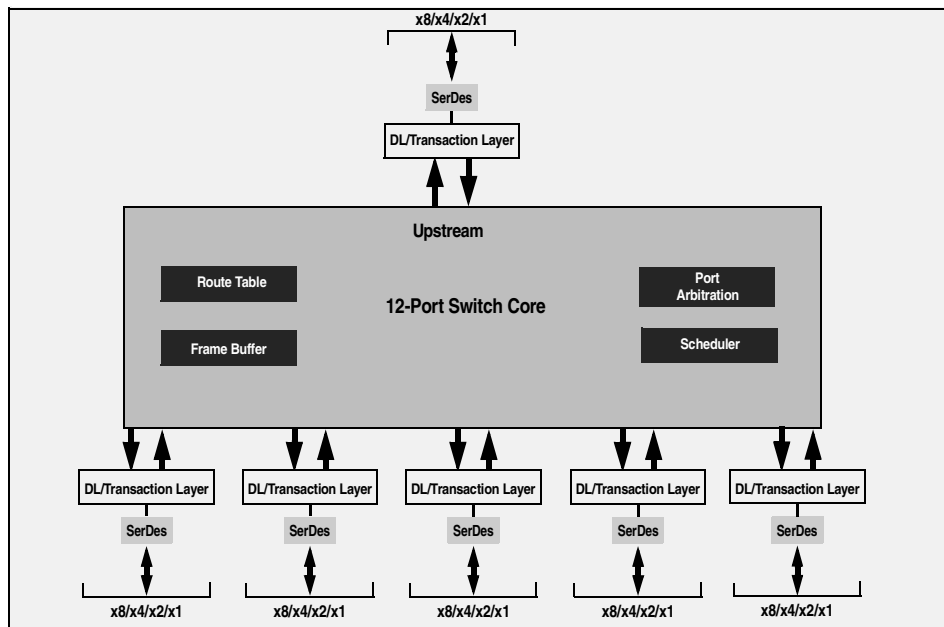 x8/x4/x2/x1
SerDes
DL/Transaction Layer
Upstream
Route Table
Port
Arbitration
12-Port Switch Core
Frame Buffer
Scheduler
DL/Transaction Layer DL/Transaction Layer DL/Transaction Layer DL/Transaction Layer DL/Transaction Layer
SerDes SerDes SerDes SerDes SerDes
x8/x4/x2/x1 x8/x4/x2/x1 x8/x4/x2/x1 x8/x4/x2/x1 x8/x4/x2/x1